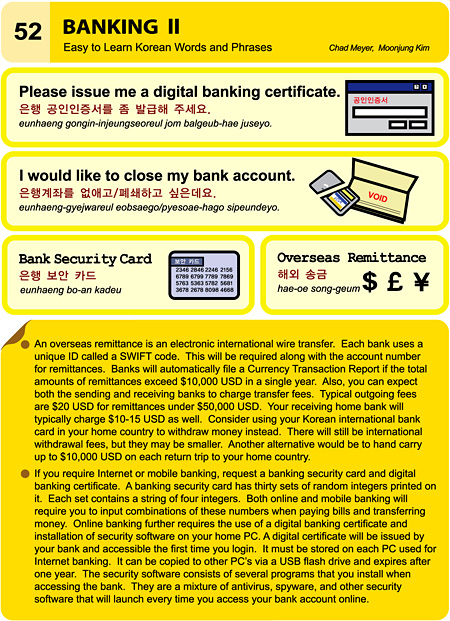 52
BANKING II
Easy to Learn Korean Words and Phrases
Chad Meyer, Moonjung Kim
Please issue me a digital banking certificate.
은행 공인인증서를 좀 발급해 주세요.
eunhaeng gongin-injeungseoreul jom balgeub-hae juseyo.
공인인증서
I would like to close my bank account.
은행계좌를 없애고/폐쇄하고 싶은데요.
eunhaeng-gyejwareul eobsaego/pyesoae-hago sipeundeyo.
VOID
Bank Security Card
은행 보안 카드
eunhaeng bo-an kadeu
보안 카드
2346 2846 2246 2156
6789 6799 7789 7869
5763 5363 5782 5681
3678 2678 8098 4668
Overseas Remittance
해외 송금
hae-oe song-geum
$ £ ¥
An overseas remittance is an electronic international wire transfer. Each bank uses a
unique ID called a SWIFT code. This will be required along with the account number
for remittances. Banks will automatically file a Currency Transaction Report if the total
amounts of remittances exceed $10,000 USD in a single year. Also, you can expect
both the sending and receiving banks to charge transfer fees. Typical outgoing fees
are $20 USD for remittances under $50,000 USD. Your receiving home bank will
typically charge $10-15 USD as well. Consider using your Korean international bank
card in your home country to withdraw money instead. There will still be international
withdrawal fees, but they may be smaller. Another alternative would be to hand carry
up to $10,000 USD on each return trip to your home country.
If you require Internet or mobile banking, request a banking security card and digital
banking certificate. A banking security card has thirty sets of random integers printed on
it. Each set contains a string of four integers. Both online and mobile banking will
require you to input combinations of these numbers when paying bills and transferring
money. Online banking further requires the use of a digital banking certificate and
installation of security software on your home PC. A digital certificate will be issued by
your bank and accessible the first time you login. It must be stored on each PC used for
Internet banking. It can be copied to other PC's via a USB flash drive and expires after
one year. The security software consists of several programs that you install when
accessing the bank. They are a mixture of antivirus, spyware, and other security
software that will launch every time you access your bank account online.